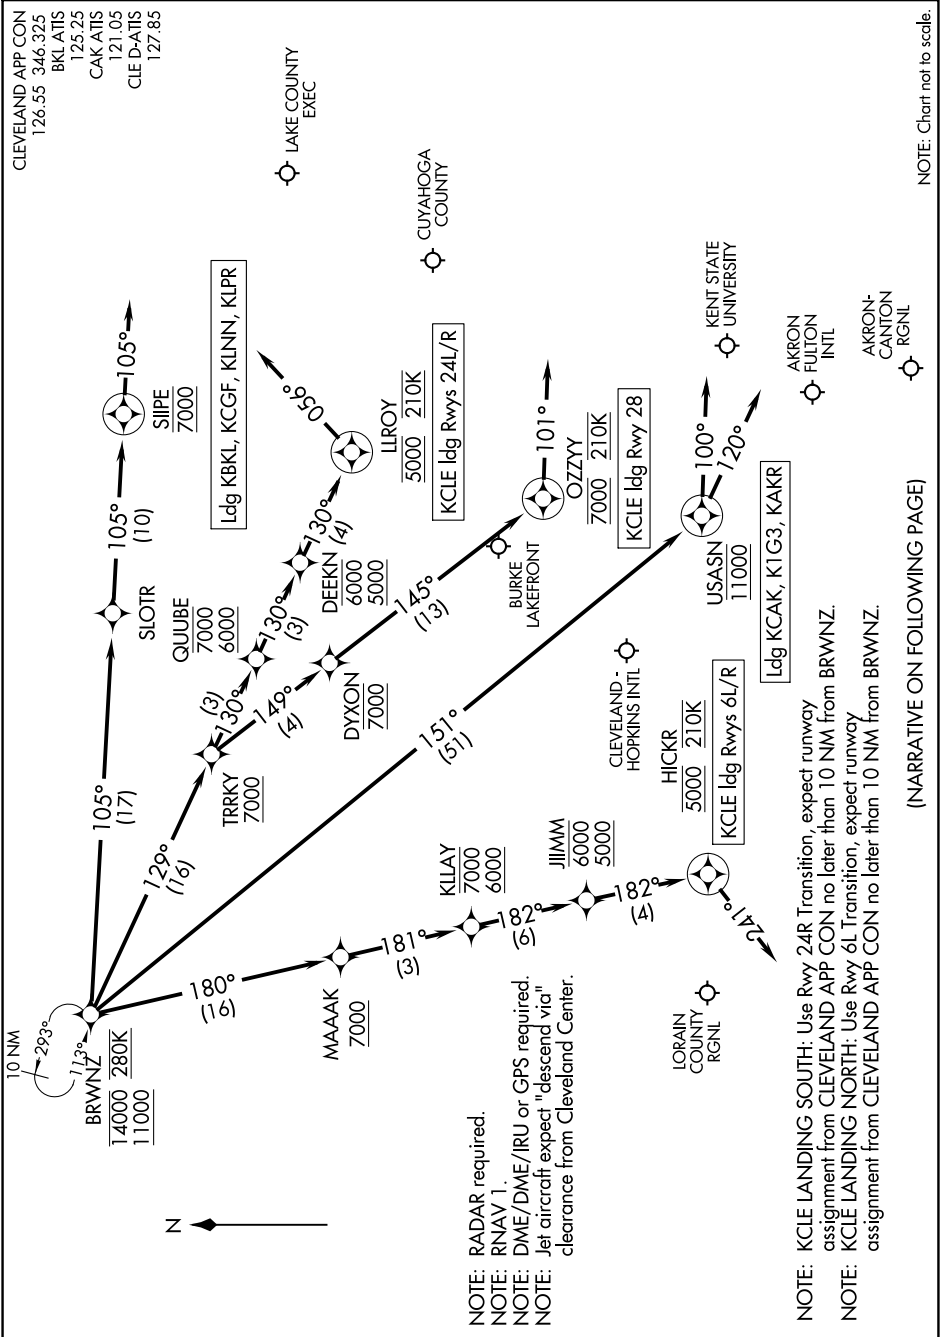 CLEVELAND APP CON
126.55 346.325
BKL ATIS
125.25
CAK ATIS
121.05
CLE D-ATIS
127.85
10 NM
293°
113°
BRWNZ
14000 280K
11000
N
105°
(17)
SLOTR
105°
(10)
SIIPE
7000
105°
Ldg KBKL, KCGF, KLNN, KLPR
LAKE COUNTY
EXEC
129°
(16)
TRRKY
7000
(3)
130°
QUUBE
7000
6000
130°
(3)
DEEKN
6000
5000
130°
(4)
LLROY
5000 210K
KCLE ldg Rwys 24L/R
056°
CUYAHOGA
COUNTY
149°
(4)
DYXON
7000
145°
(13)
BURKE
LAKEFRONT
OZZYY
7000 210K
KCLE ldg Rwy 28
101°
151°
(51)
USASN
11000
Ldg KCAK, K1G3, KAKR
100°
120°
KENT STATE
UNIVERSITY
AKRON
FULTON
INTL
AKRON-
CANTON
RGNL
180°
(16)
MAAAK
7000
181°
(3)
KLLAY
7000
6000
182°
(6)
JIIMM
6000
5000
182°
(4)
HICKR
5000 210K
KCLE ldg Rwys 6L/R
241°
CLEVELAND -
HOPKINS INTL
LORAIN
COUNTY
RGNL
NOTE: RADAR required.
NOTE: RNAV 1.
NOTE: DME/DME/IRU or GPS required.
NOTE: Jet aircraft expect "descend via"
clearance from Cleveland Center.
NOTE: KCLE LANDING SOUTH: Use Rwy 24R Transition, expect runway
assignment from CLEVELAND APP CON no later than 10 NM from BRWNZ.
NOTE: KCLE LANDING NORTH: Use Rwy 6L Transition, expect runway
assignment from CLEVELAND APP CON no later than 10 NM from BRWNZ.
(NARRATIVE ON FOLLOWING PAGE)
NOTE: Chart not to scale.